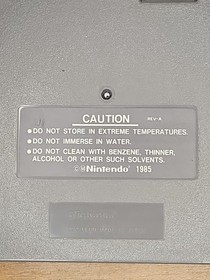 CAUTION REV-A
•DO NOT STORE IN EXTREME TEMPERATURES.
•DO NOT IMMERSE IN WATER.
•DO NOT CLEAN WITH BENZENE, THINNER,
ALCOHOL OR OTHER SUCH SOLVENTS.
©Ⓜ Nintendo® 1985